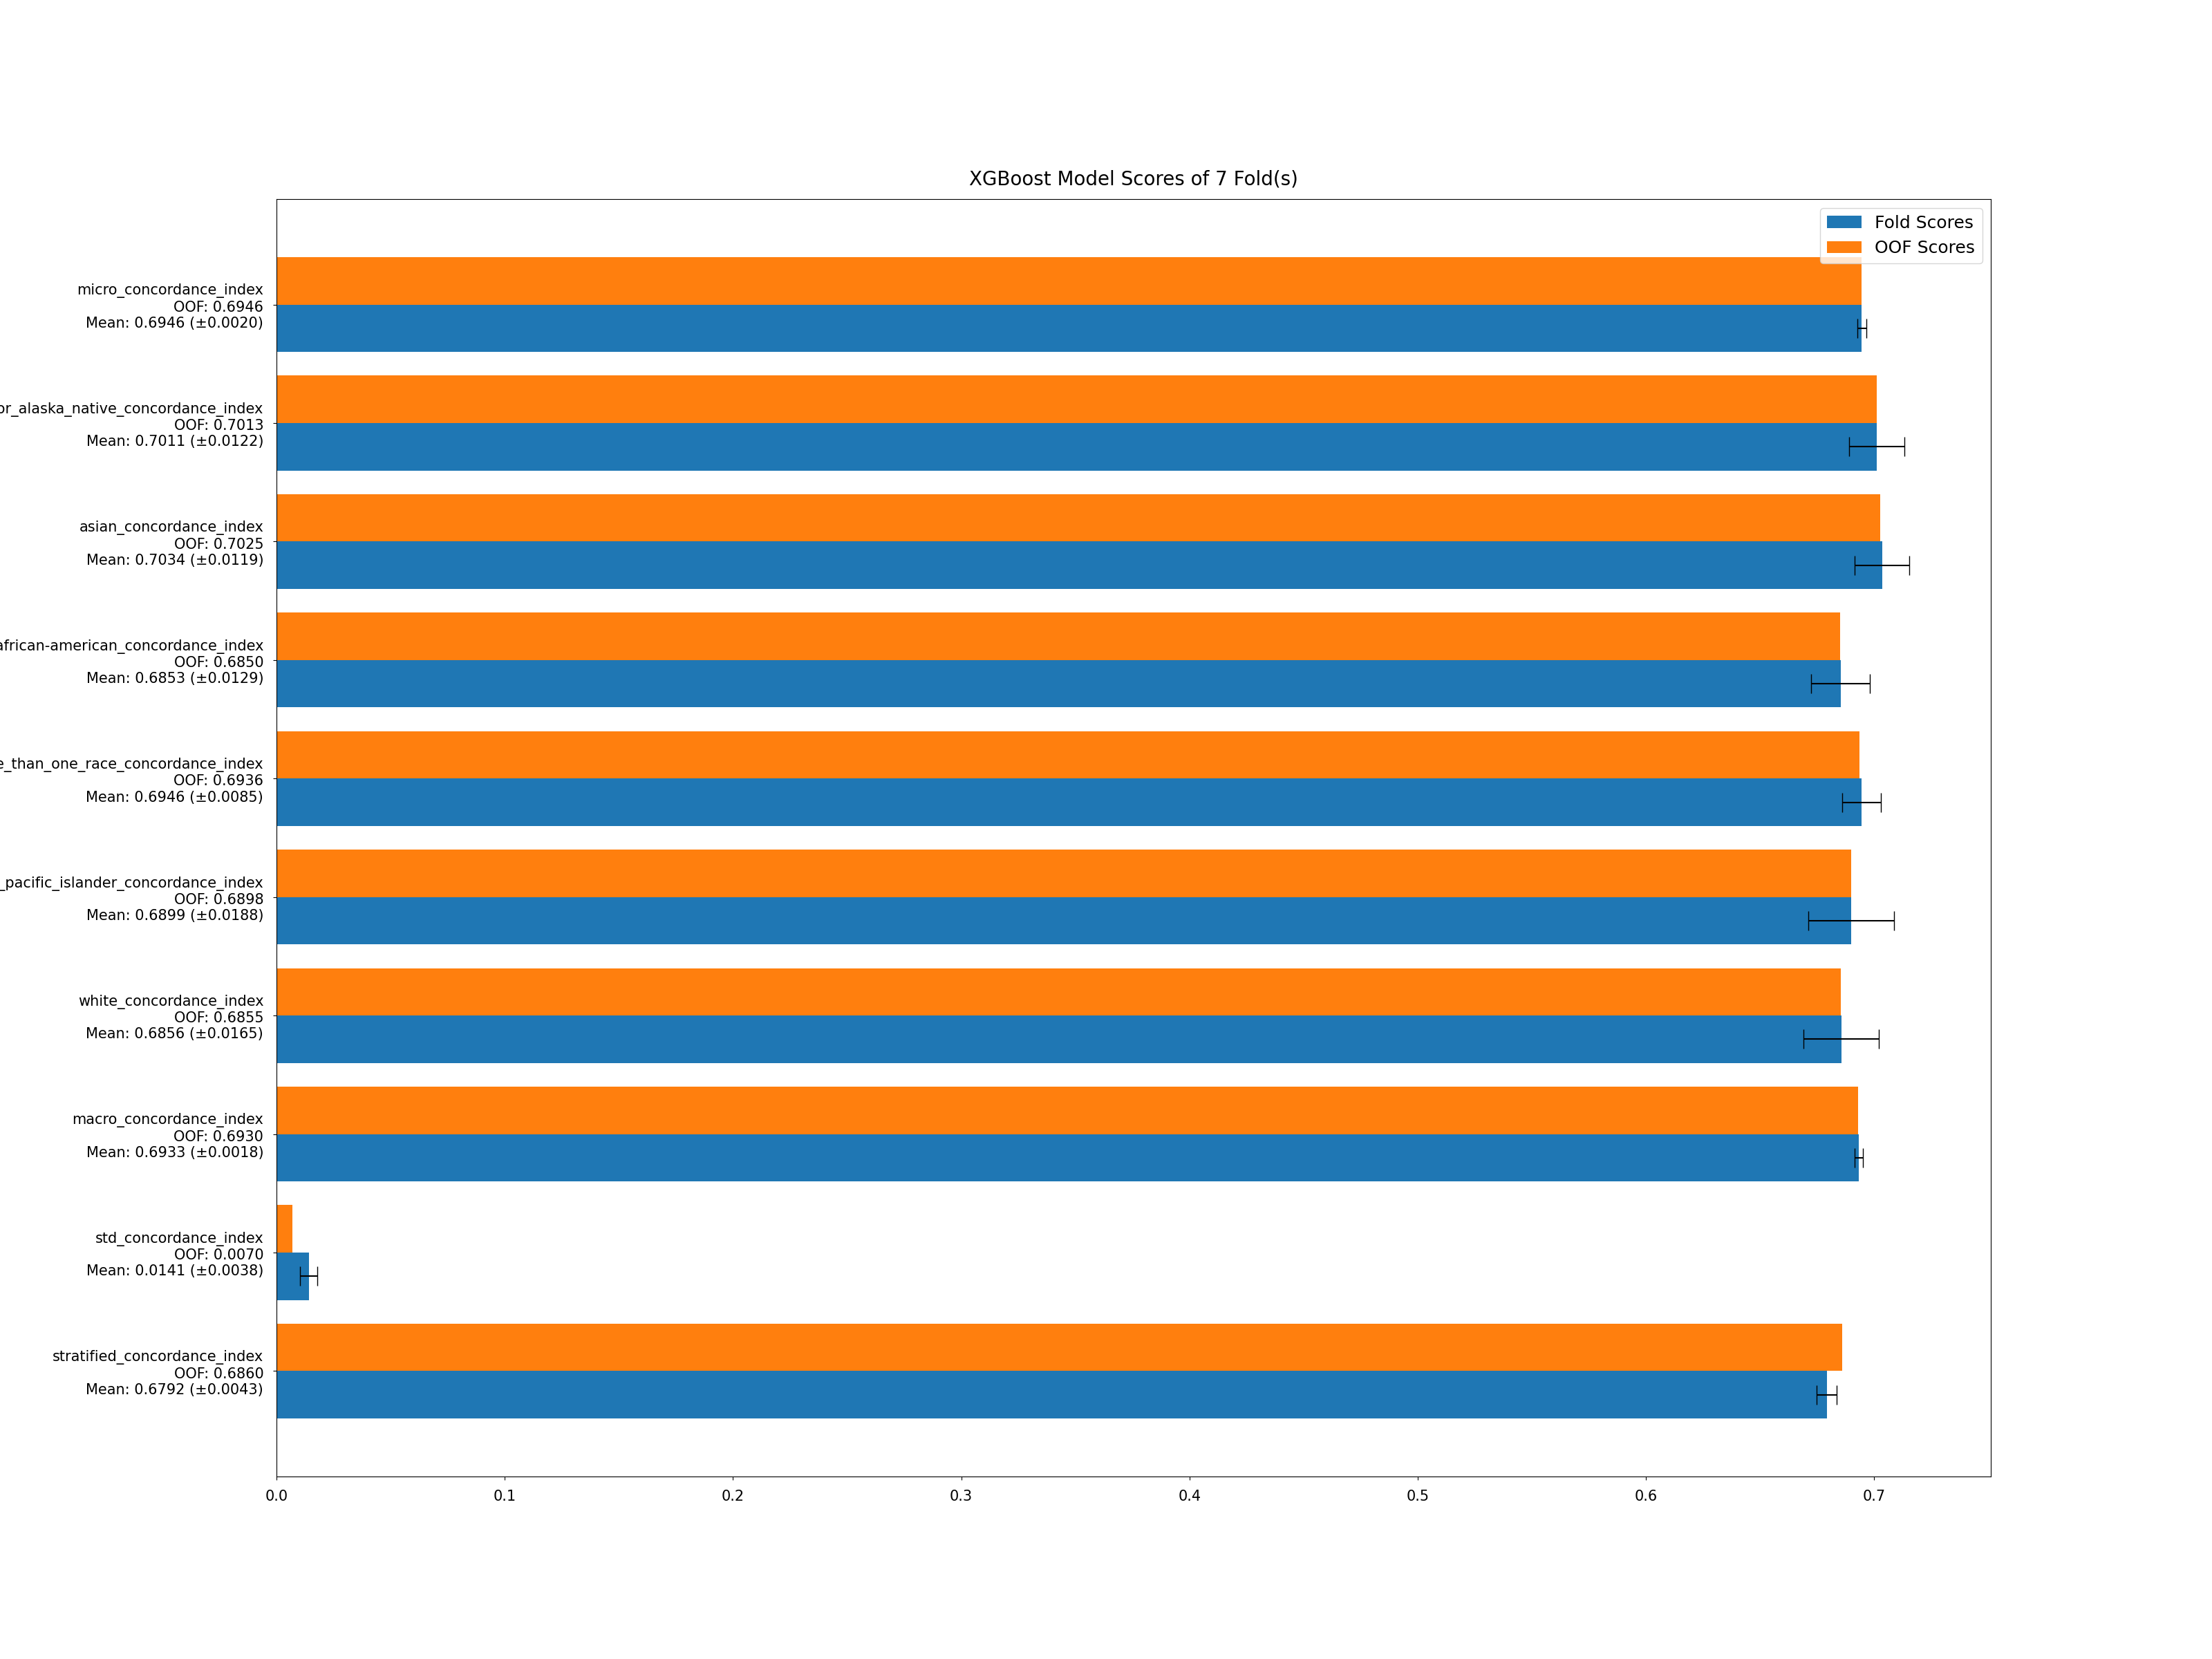 XGBoost Model Scores of 7 Fold(s)
Fold Scores
OOF Scores
micro_concordance_index
OOF: 0.6946
Mean: 0.6946 (±0.0020)
or_alaska_native_concordance_index
OOF: 0.7013
Mean: 0.7011 (±0.0122)
asian_concordance_index
OOF: 0.7025
Mean: 0.7034 (±0.0119)
african-american_concordance_index
OOF: 0.6850
Mean: 0.6853 (±0.0129)
e_than_one_race_concordance_index
OOF: 0.6936
Mean: 0.6946 (±0.0085)
_pacific_islander_concordance_index
OOF: 0.6898
Mean: 0.6899 (±0.0188)
white_concordance_index
OOF: 0.6855
Mean: 0.6856 (±0.0165)
macro_concordance_index
OOF: 0.6930
Mean: 0.6933 (±0.0018)
std_concordance_index
OOF: 0.0070
Mean: 0.0141 (±0.0038)
stratified_concordance_index
OOF: 0.6860
Mean: 0.6792 (±0.0043)
0.0 0.1 0.2 0.3 0.4 0.5 0.6 0.7